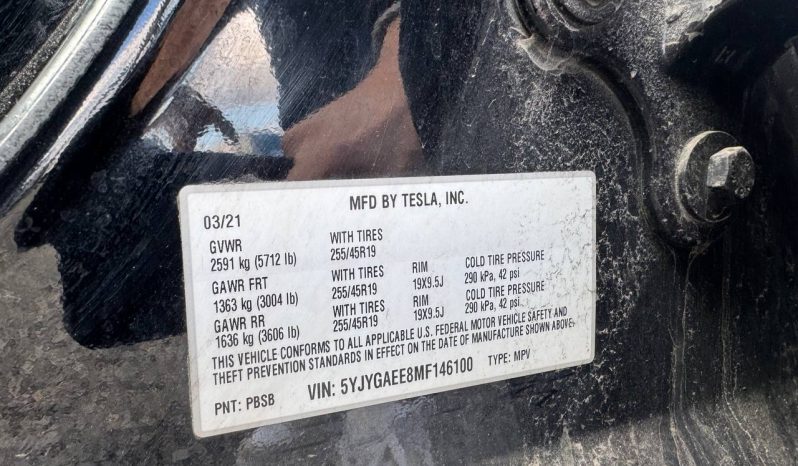 MFD BY TESLA, INC.
03/21
GVWR WITH TIRES
2591 kg (5712 lb) 255/45R19
GAWR FRT WITH TIRES RIM COLD TIRE PRESSURE
1363 kg (3004 lb) 255/45R19 19X9.5J 290 kPa, 42 psi
GAWR RR WITH TIRES RIM COLD TIRE PRESSURE
1636 kg (3606 lb) 255/45R19 19X9.5J 290 kPa, 42 psi
THIS VEHICLE CONFORMS TO ALL APPLICABLE U.S. FEDERAL MOTOR VEHICLE SAFETY AND
THEFT PREVENTION STANDARDS IN EFFECT ON THE DATE OF MANUFACTURE SHOWN ABOVE.
PNT: PBSB VIN: 5YJYGAEE8MF146100 TYPE: MPV